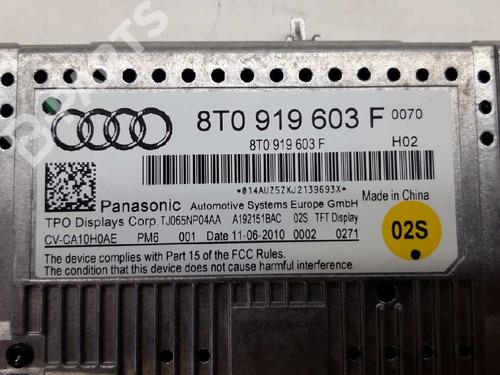 8T0 919 603 F 0070
8T0 919 603 F H02
*014AUZ5ZKJ2139693X*
Panasonic Automotive Systems Europe GmbH
Made in China
TPO Displays Corp. TJ065NP04AA A192151BAC 02S TFT Display
CV-CA10H0AE PM6 001 Date 11-06-2010 0002 0271
02S
The device complies with Part 15 of the FCC Rules.
The condition that this device does not cause harmful interference.